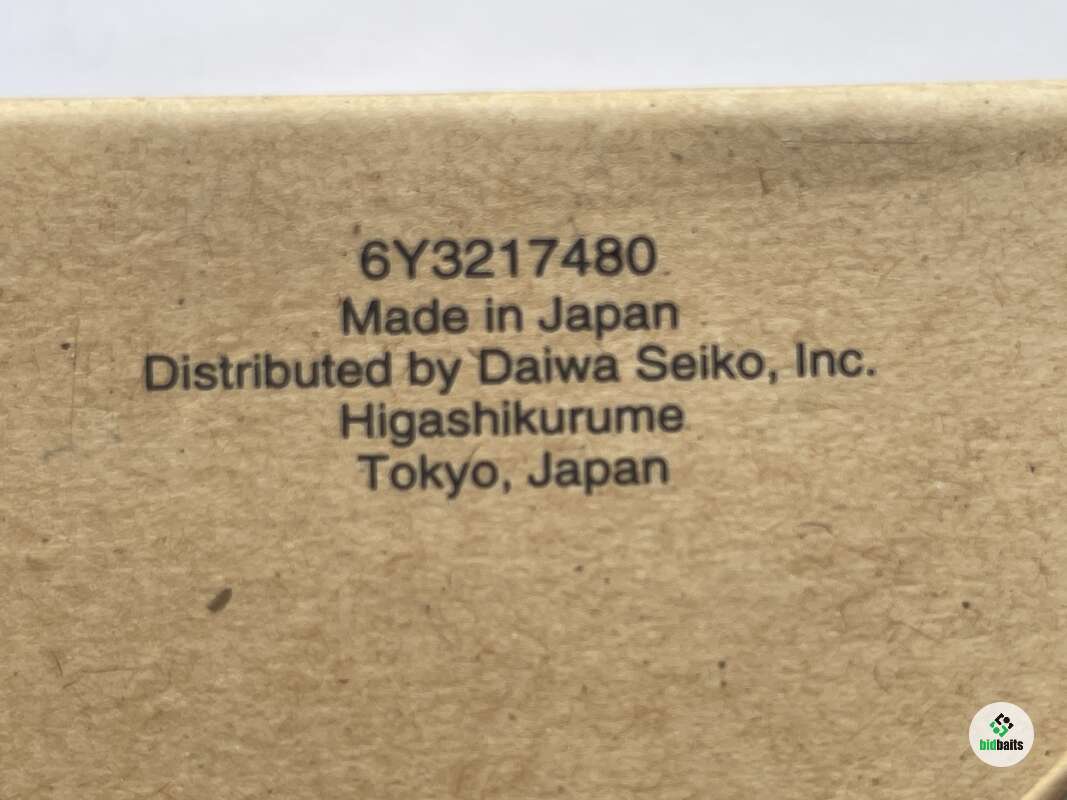 6Y3217480
Made in Japan
Distributed by Daiwa Seiko, Inc.
Higashikurume
Tokyo, Japan
bidbaits